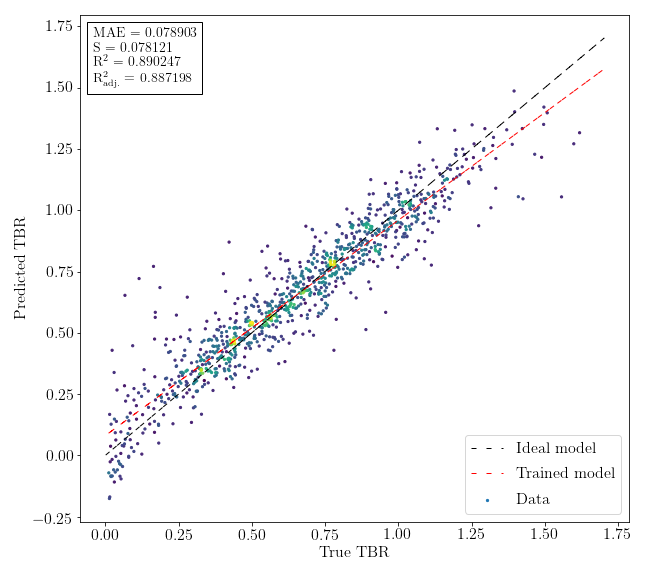 MAE = 0.078903
S = 0.078121
R² = 0.890247
R²adj. = 0.887198
1.75
1.50
1.25
1.00
0.75
0.50
0.25
0.00
−0.25
Predicted TBR
Ideal model
Trained model
Data
0.00 0.25 0.50 0.75 1.00 1.25 1.50 1.75
True TBR